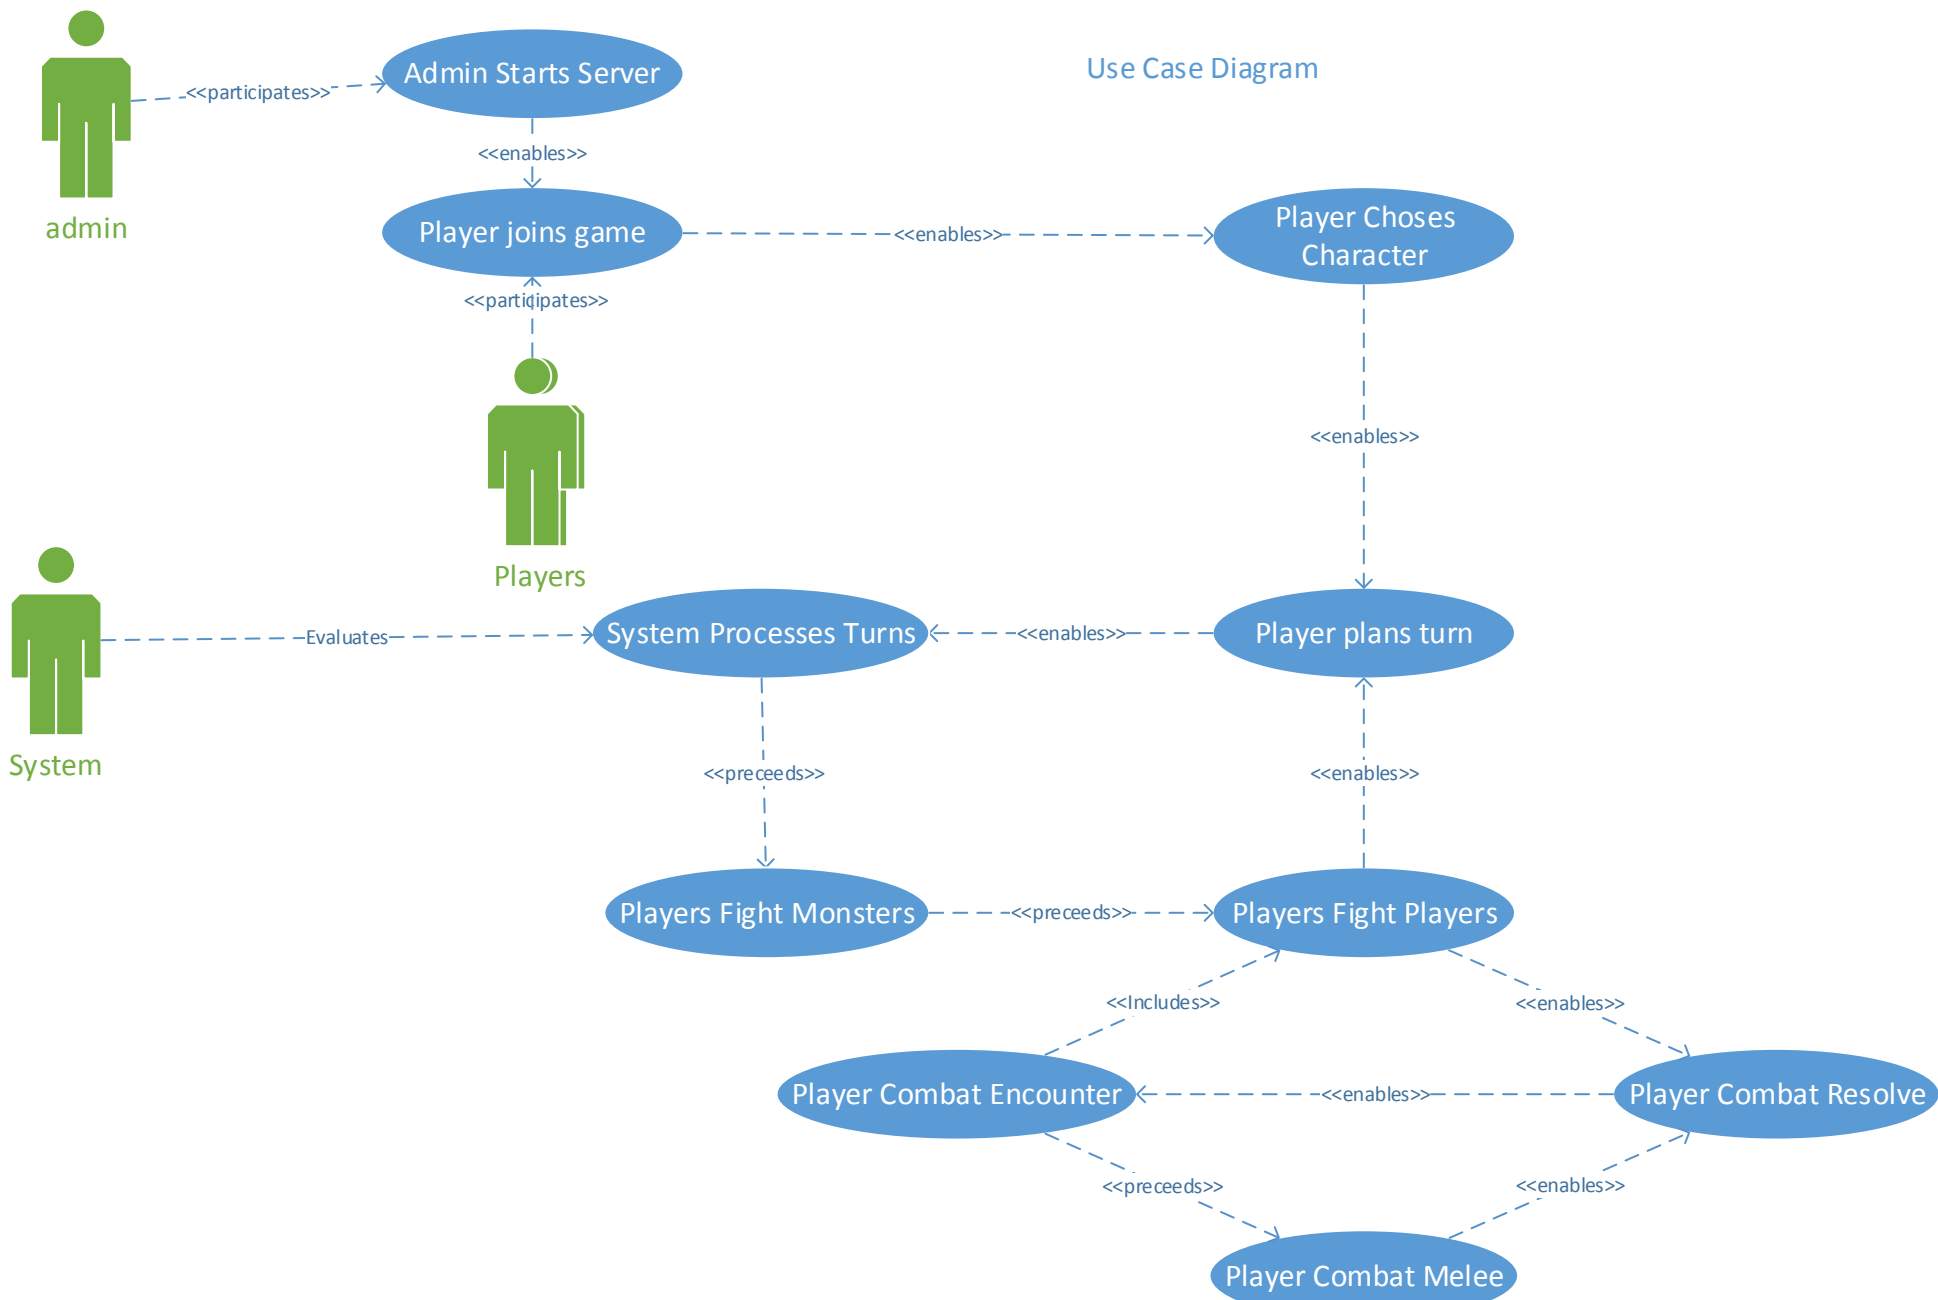 Admin Starts Server
Use Case Diagram
<<participates>>
<<enables>>
admin
Player joins game
<<enables>>
Player Choses
Character
<<participates>>
<<enables>>
Players
System Processes Turns
<<enables>>
Player plans turn
Evaluates
System
<<preceeds>>
<<enables>>
Players Fight Monsters
<<preceeds>>
Players Fight Players
<<Includes>>
<<enables>>
Player Combat Encounter
<<enables>>
Player Combat Resolve
<<preceeds>>
<<enables>>
Player Combat Melee